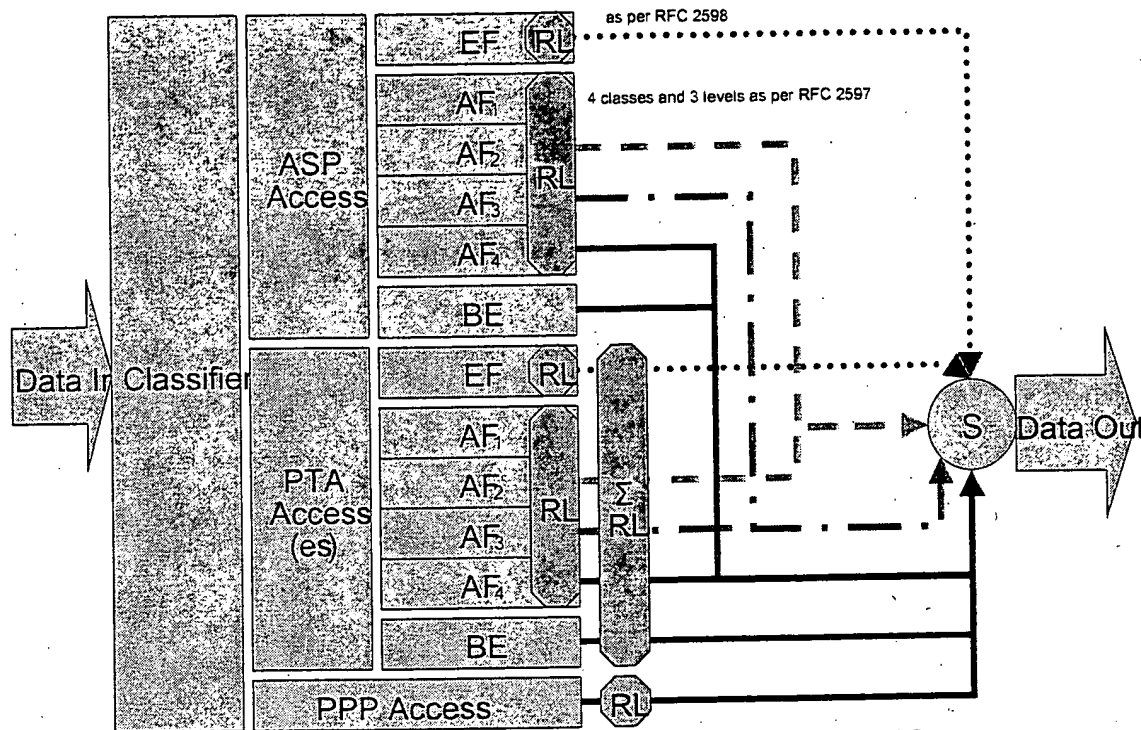 as per RFC 2598
EF RL
4 classes and 3 levels as per RFC 2597
AF1
AF2
RL
AF3
AF4
ASP
Access
BE
Data In Classifier
EF RL
AF1
AF2
RL
AF3
AF4
Σ
RL
PTA
Access
(es)
BE
S Data Out
PPP Access RL